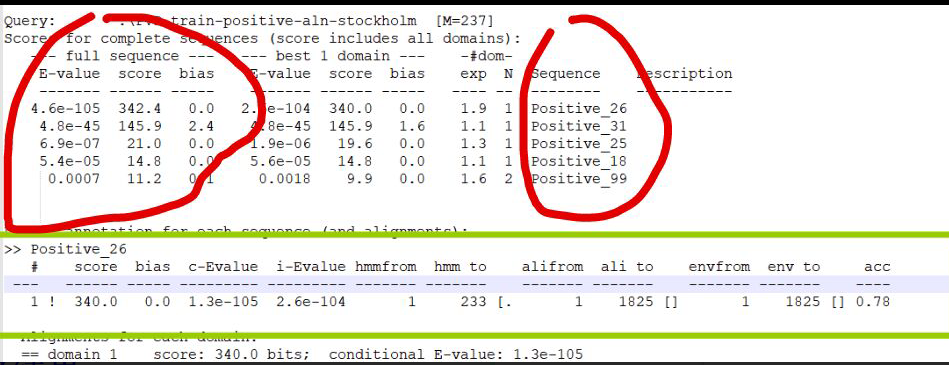 Query: train-positive-aln-stockholm [M=237]
Scores for complete sequences (score includes all domains):
--- full sequence --- --- best 1 domain --- -#dom-
E-value score bias E-value score bias exp N Sequence Description
------- ------ ----- ------- ------ ----- ---- -- -------- -----------
4.6e-105 342.4 0.0 2.6e-104 340.0 0.0 1.9 1 Positive_26
4.8e-45 145.9 2.4 4.8e-45 145.9 1.6 1.1 1 Positive_31
6.9e-07 21.0 0.0 1.9e-06 19.6 0.0 1.3 1 Positive_25
5.4e-05 14.8 0.0 5.6e-05 14.8 0.0 1.1 1 Positive_18
0.0007 11.2 0.1 0.0018 9.9 0.0 1.6 2 Positive_99
annotation for each sequence (and alignments):
>> Positive_26
# score bias c-Evalue i-Evalue hmmfrom hmm to alifrom ali to envfrom env to acc
--- ------ ----- --------- --------- ------- ------- ------- ------- ------- ------- ----
1 ! 340.0 0.0 1.3e-105 2.6e-104 1 233 [. 1 1825 [] 1 1825 [] 0.78
Alignments for each domain:
== domain 1 score: 340.0 bits; conditional E-value: 1.3e-105